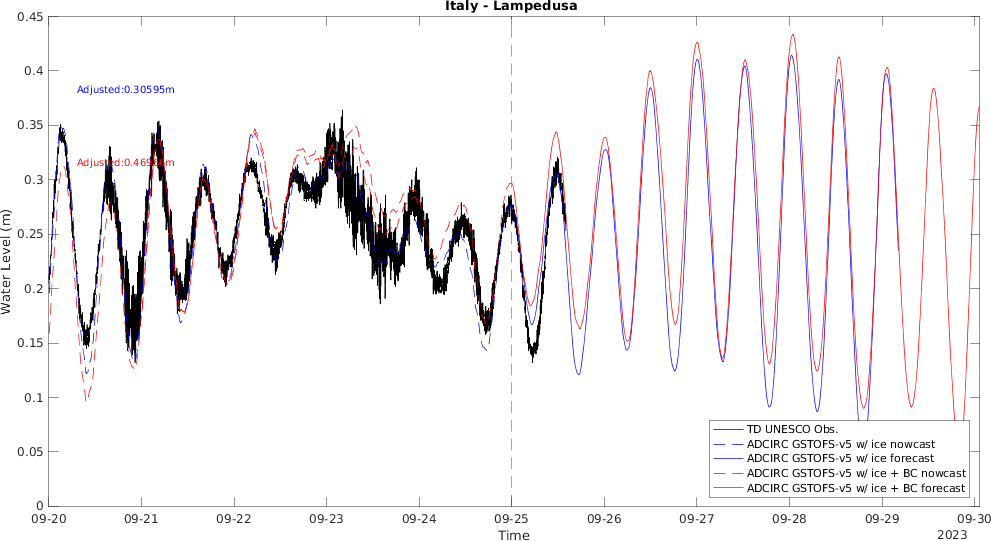 Italy - Lampedusa
0.45
0.4
0.35
0.3
0.25
0.2
0.15
0.1
0.05
0
Water Level (m)
Adjusted:0.30595m
TD UNESCO Obs.
ADCIRC GSTOFS-v5 w/ ice nowcast
ADCIRC GSTOFS-v5 w/ ice forecast
ADCIRC GSTOFS-v5 w/ ice + BC nowcast
ADCIRC GSTOFS-v5 w/ ice + BC forecast
09-20 09-21 09-22 09-23 09-24 09-25 09-26 09-27 09-28 09-29 09-30
Time
2023